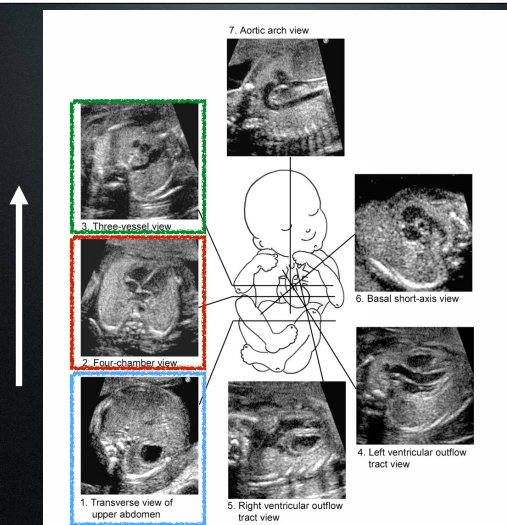 7. Aortic arch view
3. Three-vessel view
6. Basal short-axis view
2. Four-chamber view
4. Left ventricular outflow
tract view
1. Transverse view of
upper abdomen
5. Right ventricular outflow
tract view